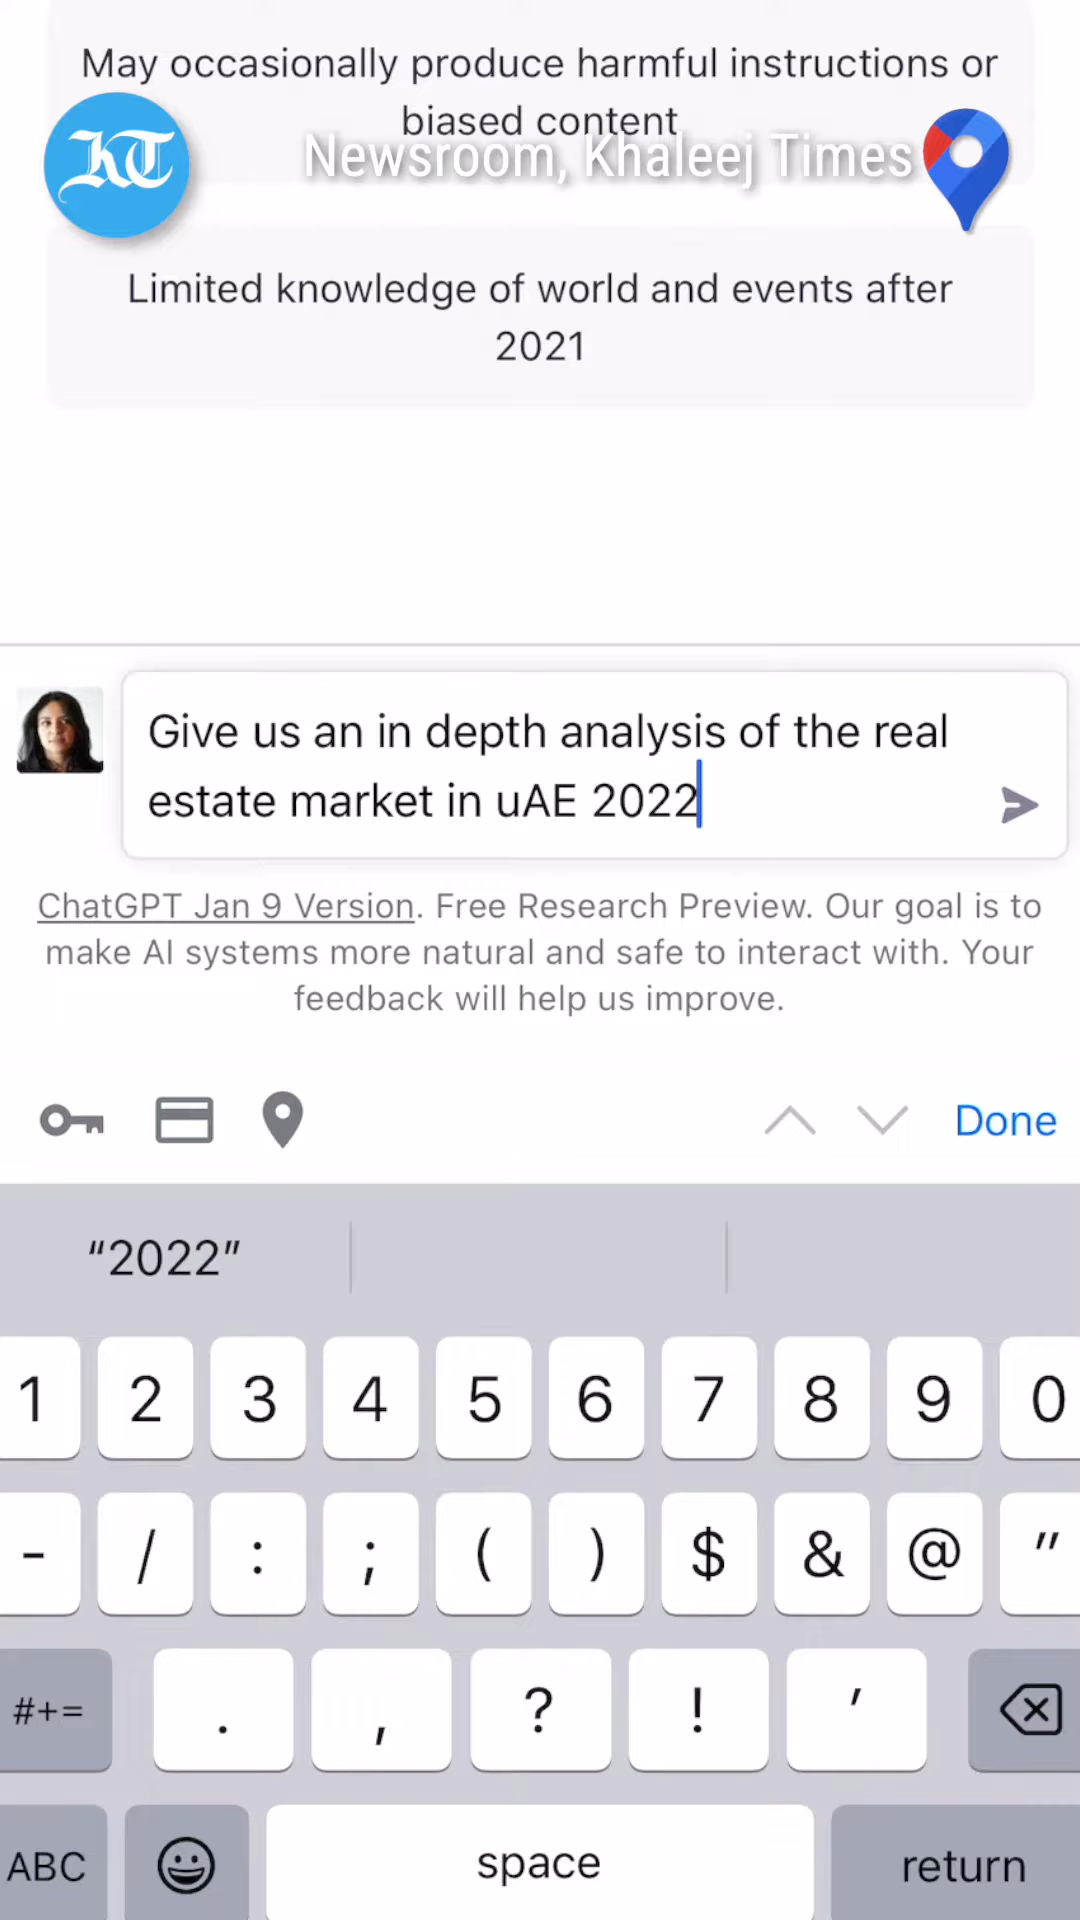 May occasionally produce harmful instructions or
biased content
KT
Newsroom, Khaleej Times
Limited knowledge of world and events after
2021
Give us an in depth analysis of the real
estate market in uAE 2022
ChatGPT Jan 9 Version. Free Research Preview. Our goal is to
make AI systems more natural and safe to interact with. Your
feedback will help us improve.
Done
“2022”
1 2 3 4 5 6 7 8 9 0
- / : ; ( ) $ & @ "
#+= . , ? ! '
ABC space return